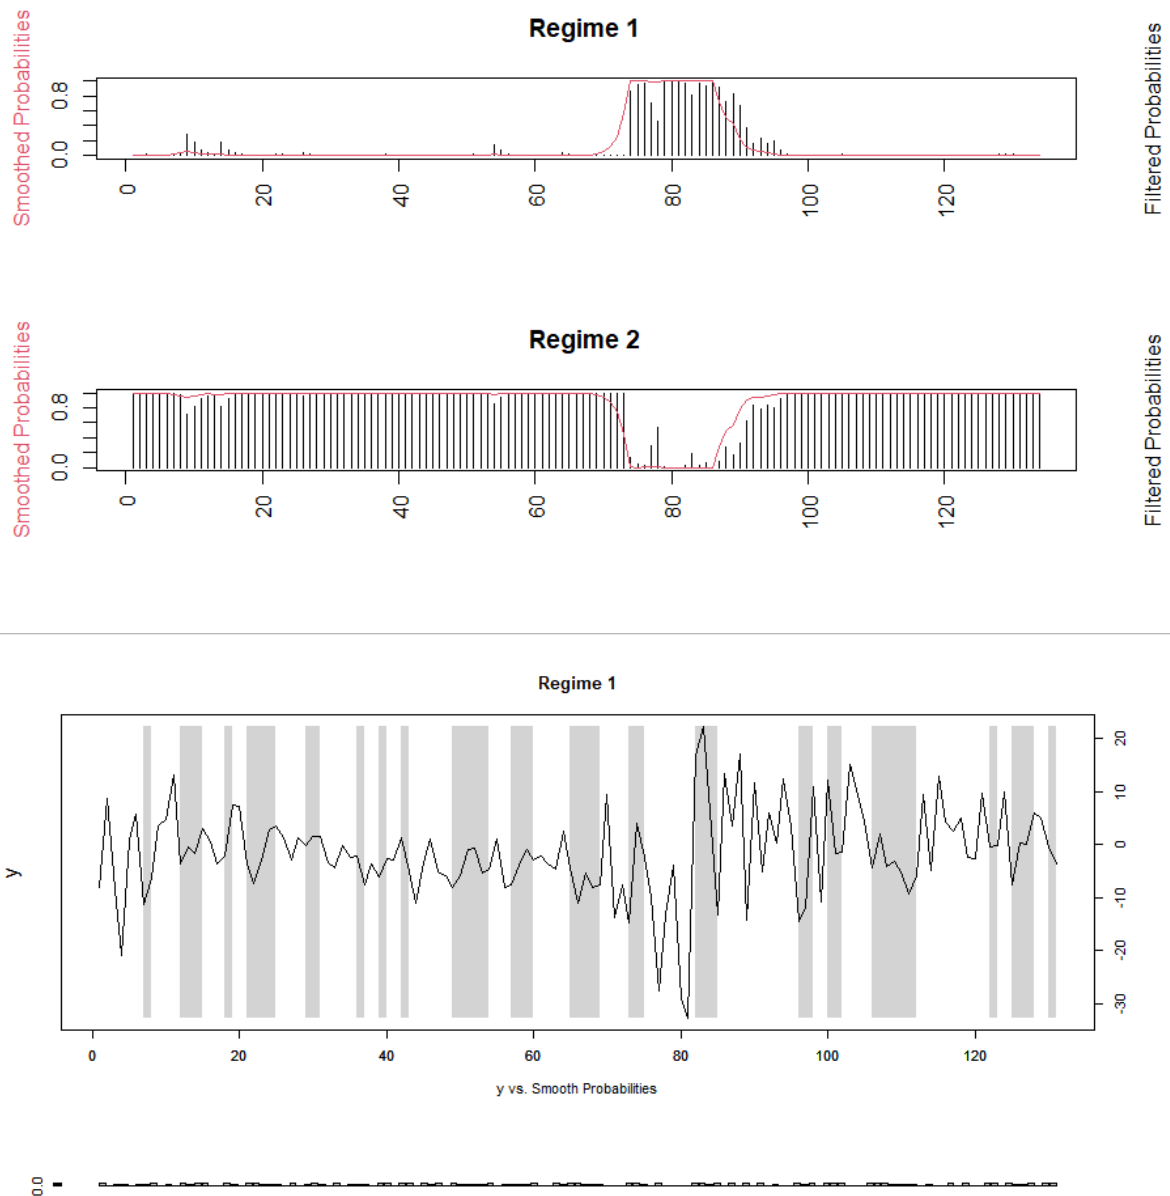 Regime 1
Smoothed Probabilities
0.0 0.8
0 20 40 60 80 100 120
Filtered Probabilities
Regime 2
Smoothed Probabilities
0.0 0.8
0 20 40 60 80 100 120
Filtered Probabilities
Regime 1
y
-30 -20 -10 0 10 20
0 20 40 60 80 100 120
y vs. Smooth Probabilities
0.0